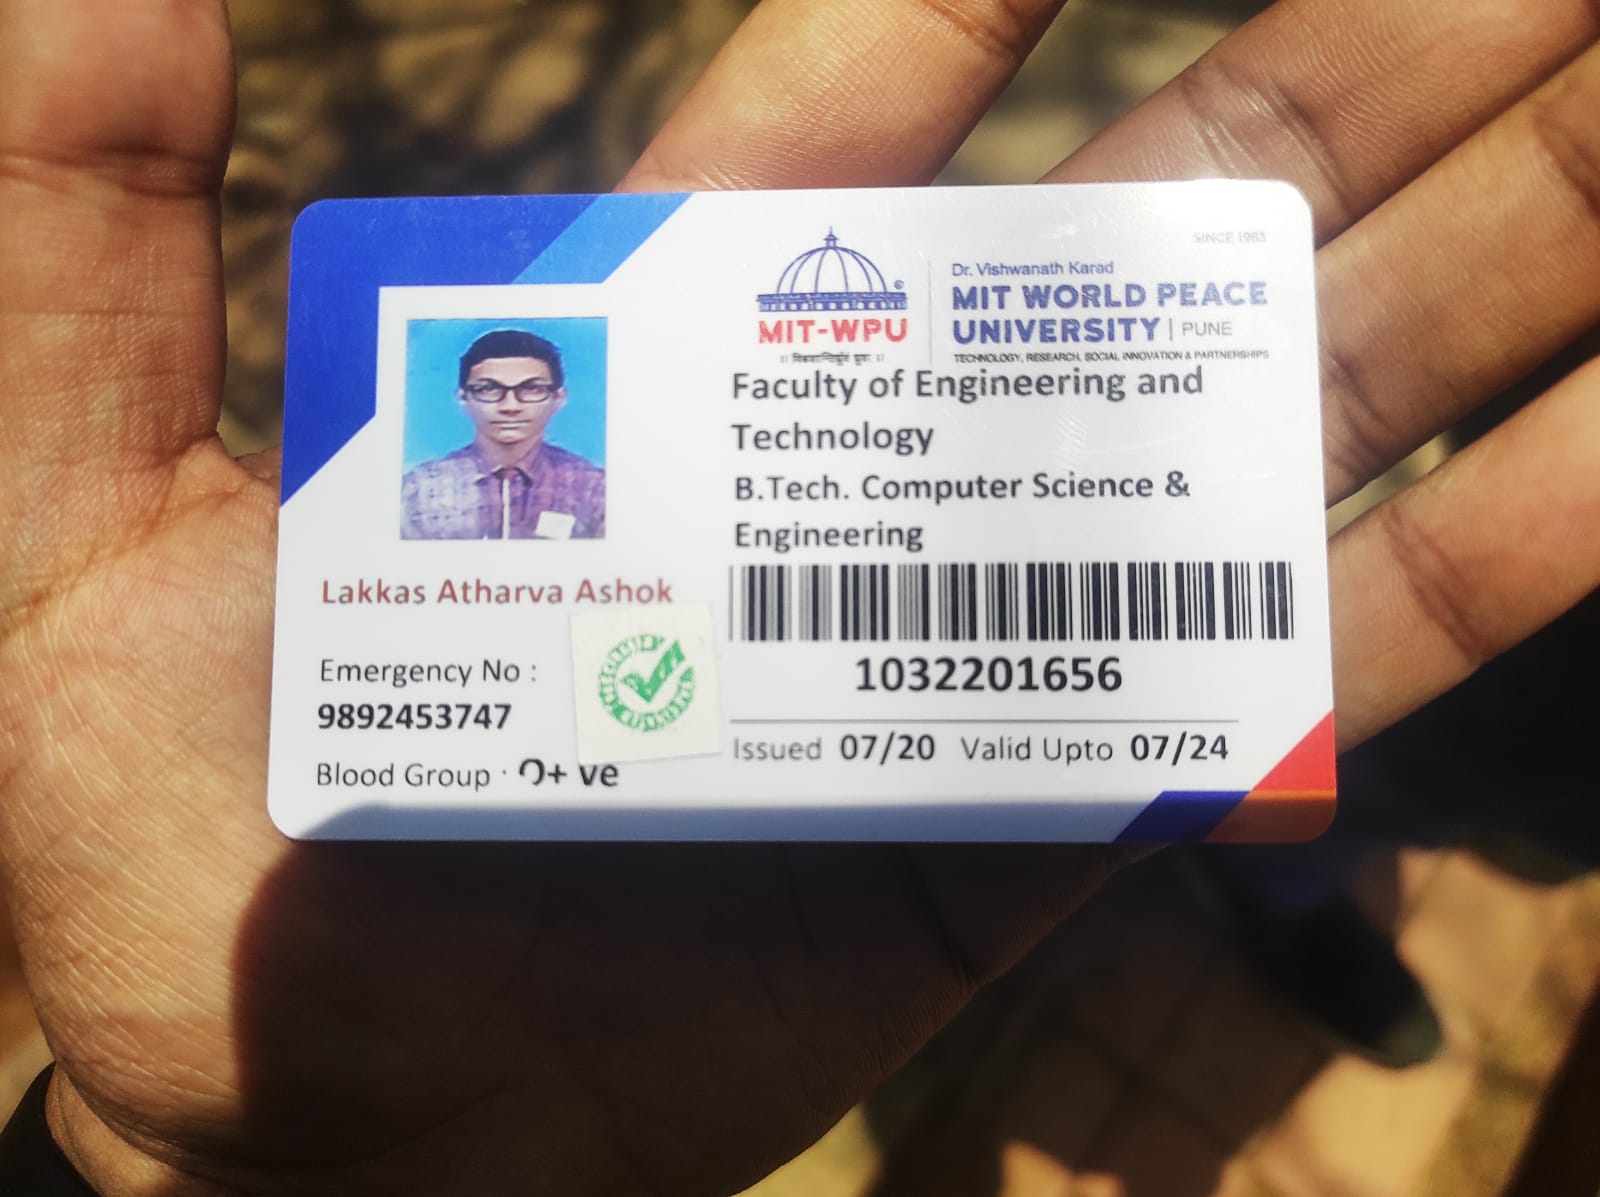 SINCE 1983
MIT-WPU
Dr. Vishwanath Karad
MIT WORLD PEACE
UNIVERSITY | PUNE
TECHNOLOGY, RESEARCH, SOCIAL INNOVATION & PARTNERSHIPS
Faculty of Engineering and
Technology
B.Tech. Computer Science &
Engineering
1032201656
Issued 07/20 Valid Upto 07/24
Lakkas Atharva Ashok
Emergency No :
9892453747
Blood Group : O+ ve